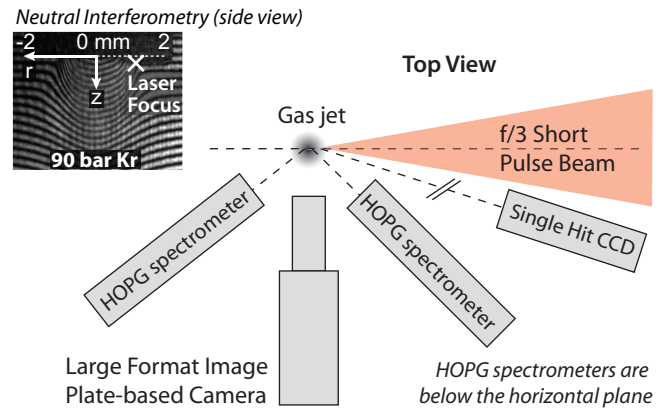 Neutral Interferometry (side view)
-2 0 mm 2
r
Laser
Focus
z
90 bar Kr
Top View
Gas jet
f/3 Short
Pulse Beam
HOPG spectrometer
HOPG spectrometer
Single Hit CCD
Large Format Image
Plate-based Camera
HOPG spectrometers are
below the horizontal plane